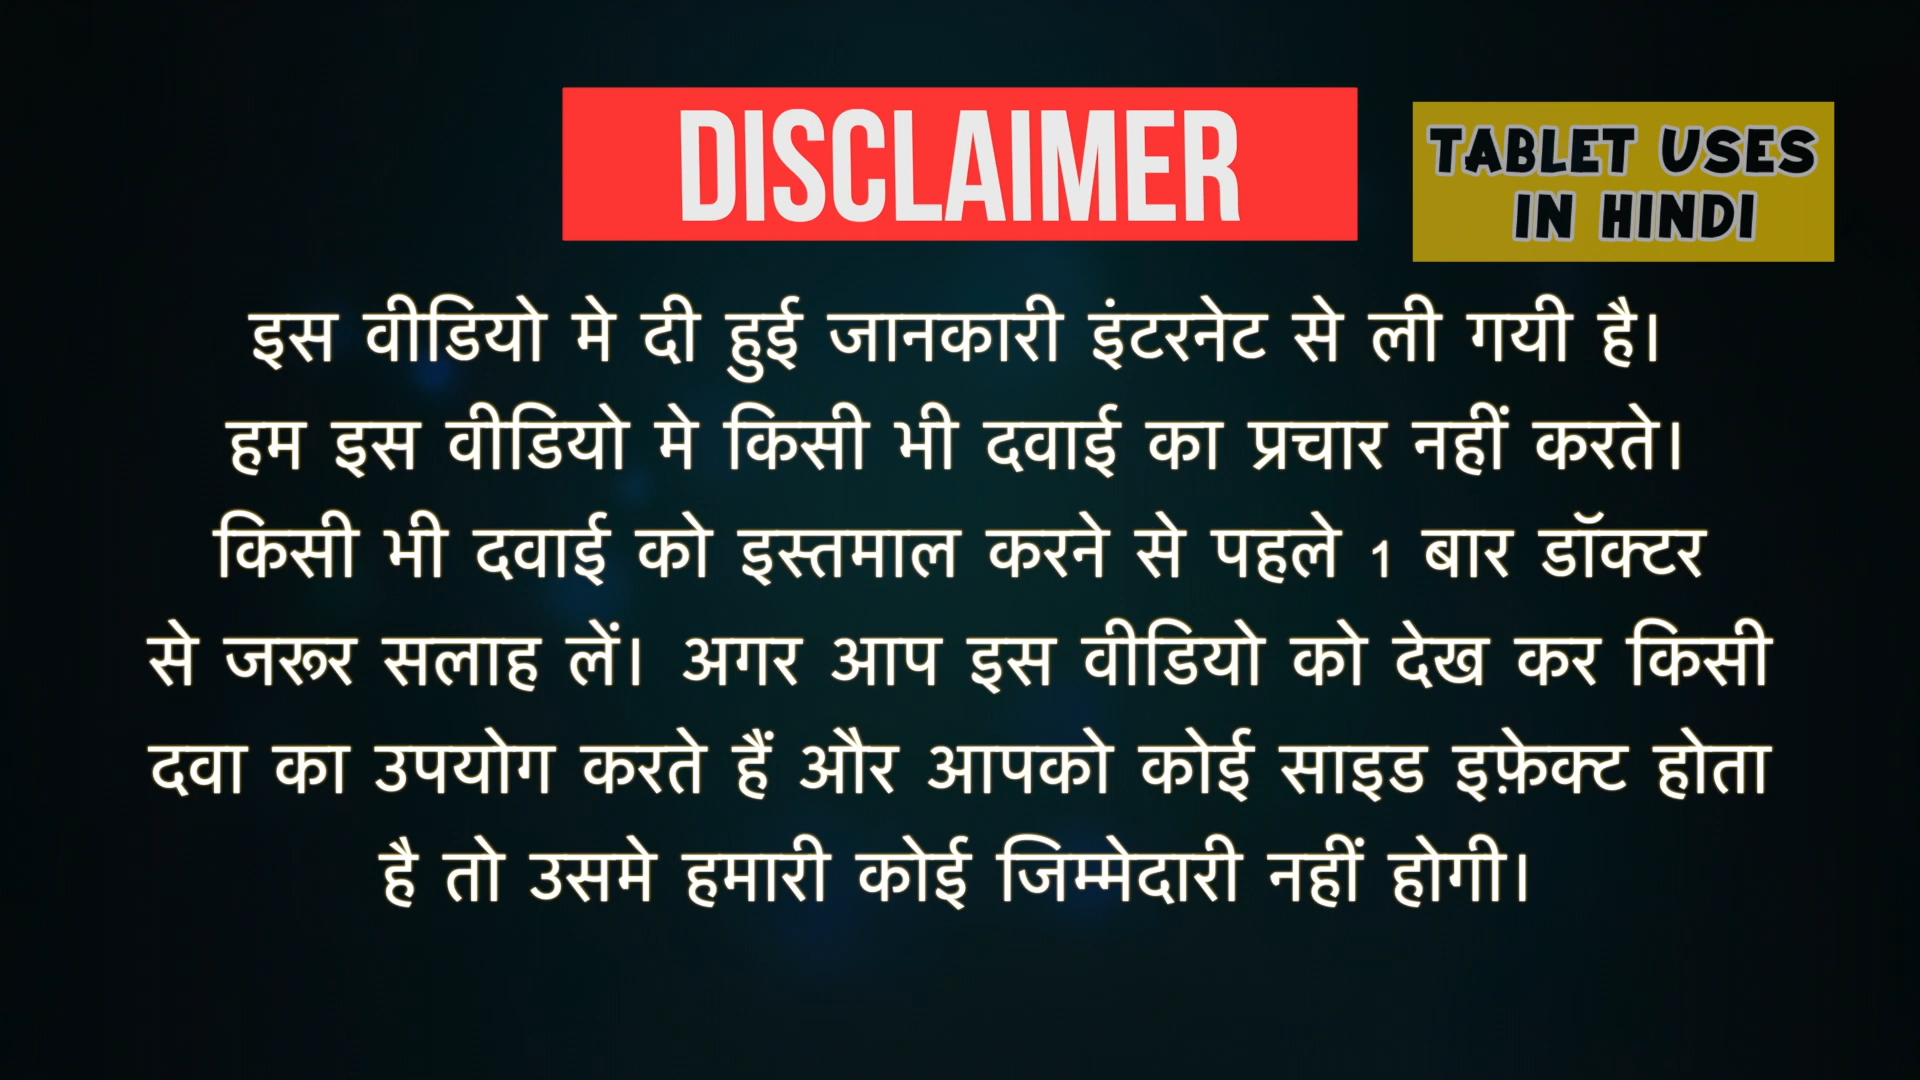 DISCLAIMER
TABLET USES
IN HINDI
इस वीडियो मे दी हुई जानकारी इंटरनेट से ली गयी है।
हम इस वीडियो मे किसी भी दवाई का प्रचार नहीं करते।
किसी भी दवाई को इस्तमाल करने से पहले 1 बार डॉक्टर
से जरूर सलाह लें। अगर आप इस वीडियो को देख कर किसी
दवा का उपयोग करते हैं और आपको कोई साइड इफ़ेक्ट होता
है तो उसमे हमारी कोई जिम्मेदारी नहीं होगी।